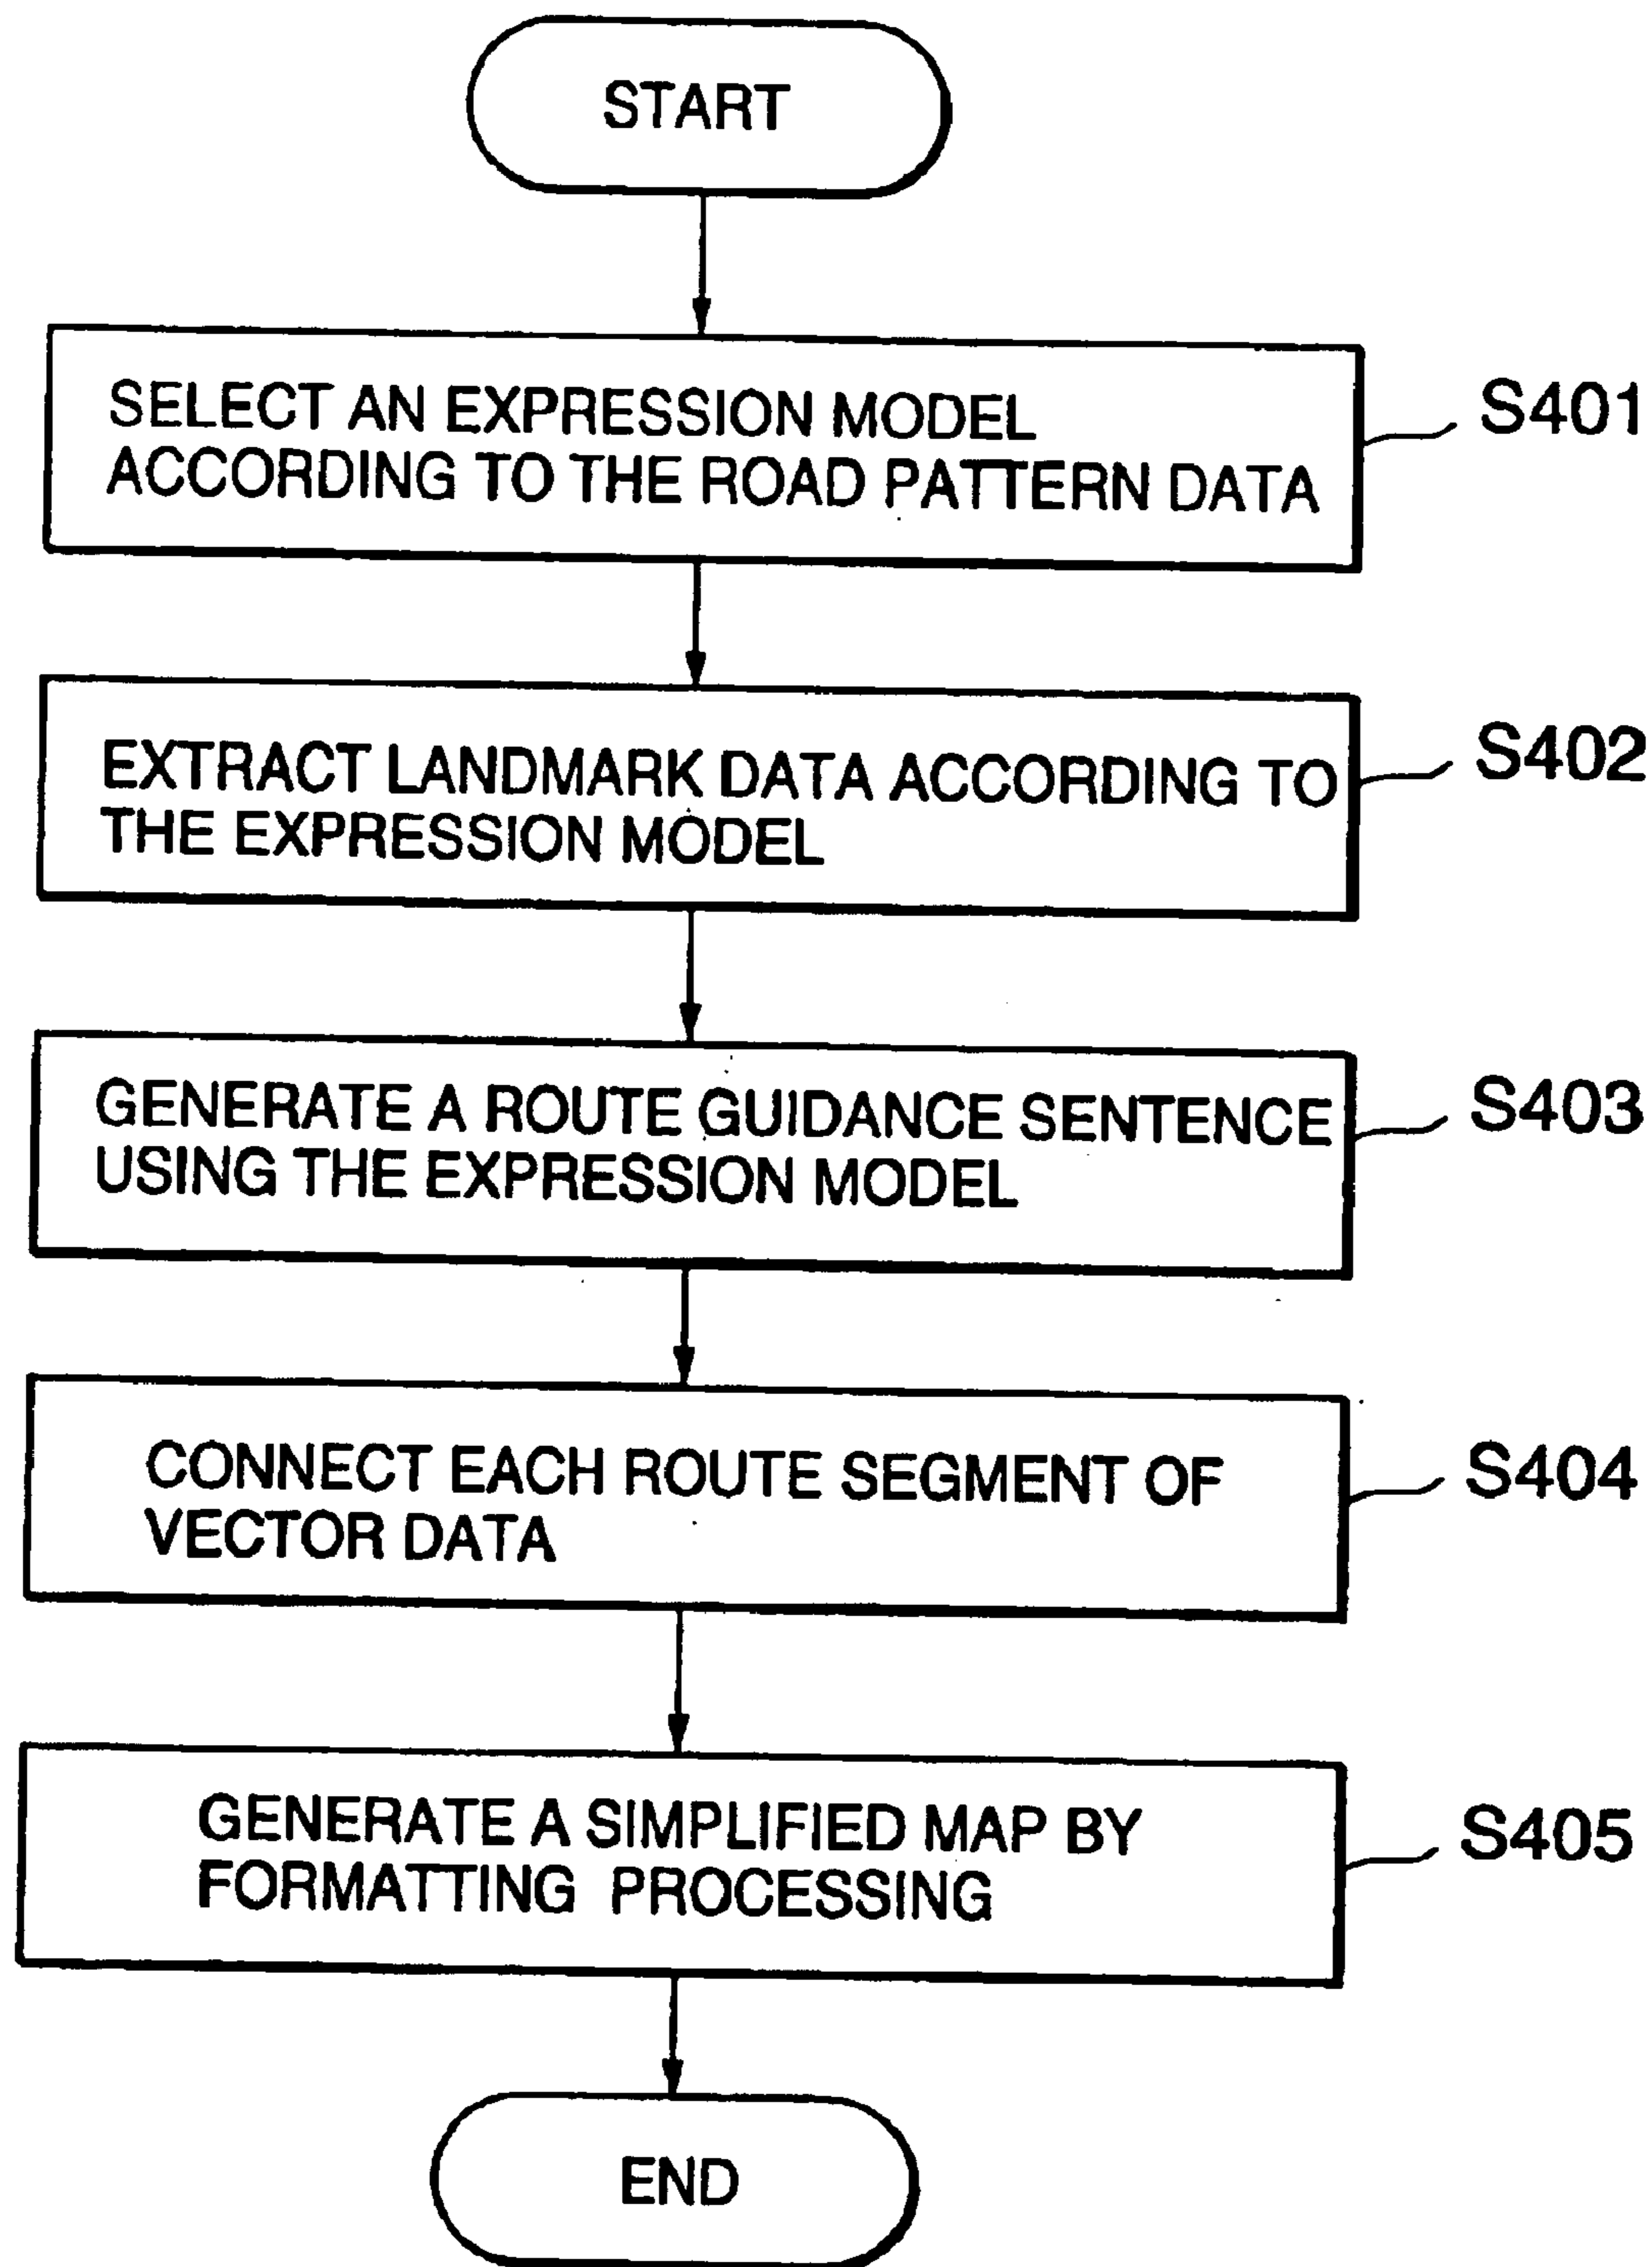 START
SELECT AN EXPRESSION MODEL
ACCORDING TO THE ROAD PATTERN DATA
S401
EXTRACT LANDMARK DATA ACCORDING TO
THE EXPRESSION MODEL
S402
GENERATE A ROUTE GUIDANCE SENTENCE
USING THE EXPRESSION MODEL
S403
CONNECT EACH ROUTE SEGMENT OF
VECTOR DATA
S404
GENERATE A SIMPLIFIED MAP BY
FORMATTING PROCESSING
S405
END